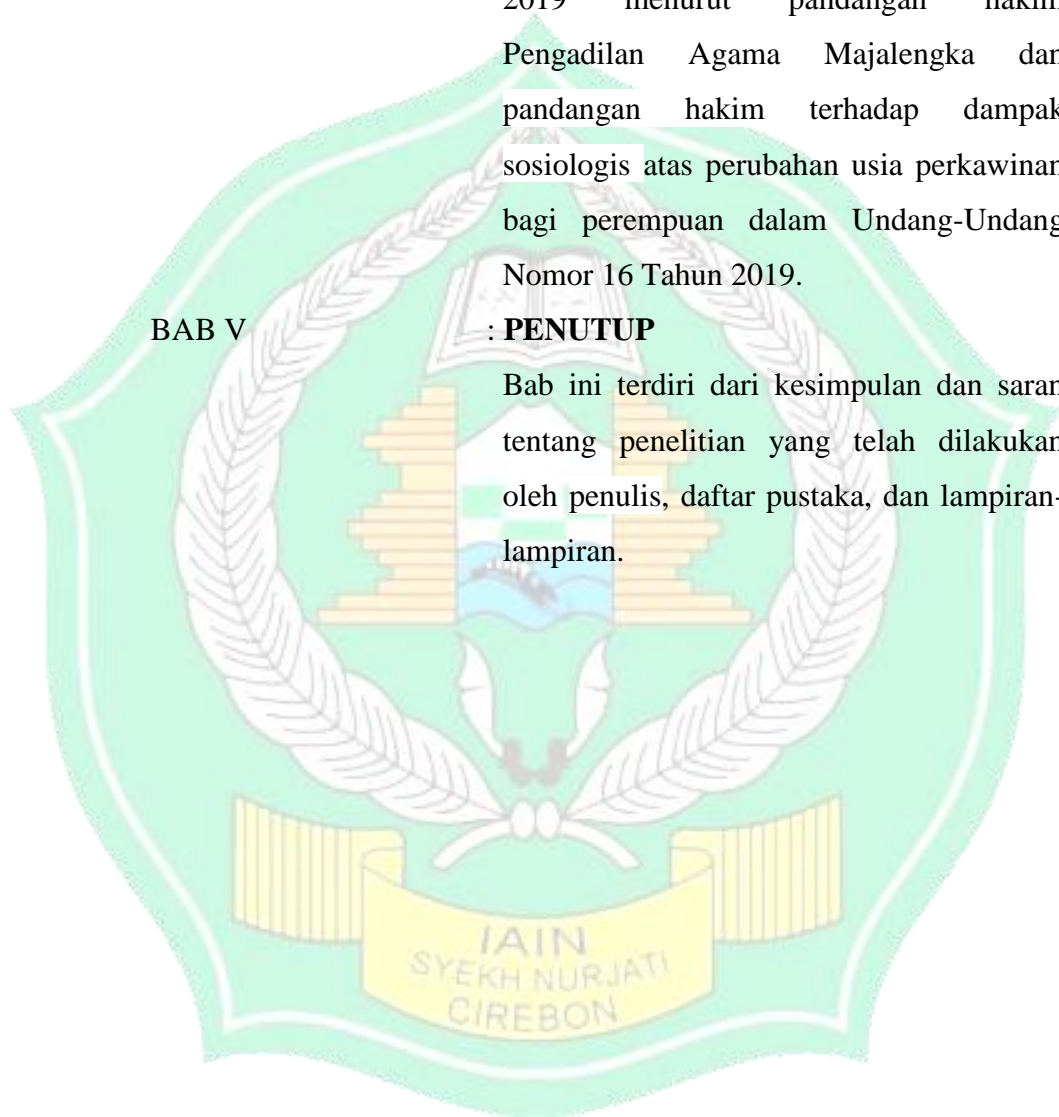 2019 menurut pandangan hakim
Pengadilan Agama Majalengka dan
pandangan hakim terhadap dampak
sosiologis atas perubahan usia perkawinan
bagi perempuan dalam Undang-Undang
Nomor 16 Tahun 2019.
BAB V : PENUTUP
Bab ini terdiri dari kesimpulan dan saran
tentang penelitian yang telah dilakukan
oleh penulis, daftar pustaka, dan lampiran-
lampiran.
IAIN
SYEKH NURJATI
CIREBON